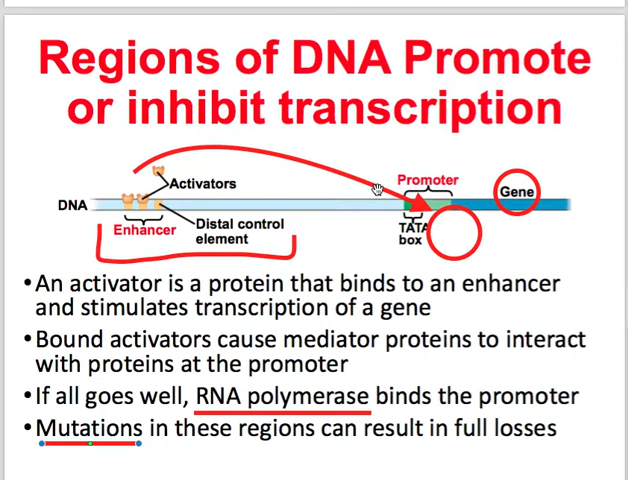 Regions of DNA Promote
or inhibit transcription
Activators
Promoter
Gene
DNA
Enhancer
Distal control
element
TATA
box
•An activator is a protein that binds to an enhancer
and stimulates transcription of a gene
•Bound activators cause mediator proteins to interact
with proteins at the promoter
•If all goes well, RNA polymerase binds the promoter
•Mutations in these regions can result in full losses